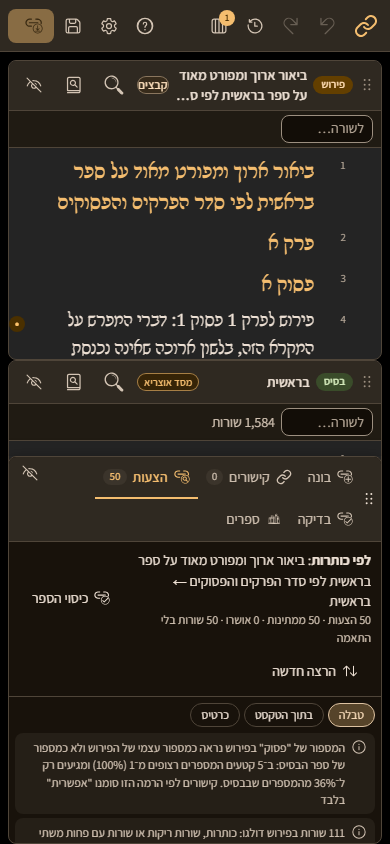 1
פירוש
ביאור ארוך ומפורט מאוד
על ספר בראשית לפי ס...
קבצים
לשורה...
1
ביאור ארוך ומפורט מאוד על ספר
בראשית לפי סדר הפרקים והפסוקים
2
פרק א
3
פסוק א
4
פירוש לפרק 1 פסוק 1: לברי המפרש על
המקרא הזה, בלשון ארוכה שאינה נכנסת
בסיס
בראשית
מסד אוצריא
לשורה...
1,584 שורות
בונה
קישורים
0
הצעות
50
בדיקה
ספרים
לפי כותרות: ביאור ארוך ומפורט מאוד על ספר
בראשית לפי סדר הפרקים והפסוקים ←
בראשית
50 הצעות · 50 ממתינות · 0 אושרו · 50 שורות בלי
התאמה
כיסוי הספר
הרצה חדשה
טבלה
בתוך הטקסט
כרטיס
המספור של "פסוק" בפירוש נראה כמספור עצמי של הפירוש ולא כמספור
של ספר הבסיס: ב־5 קטעים המספרים רצופים מ־1 (100%) ומגיעים רק
ל־36% מהמספרים שבבסיס. קישורים לפי הרמה הזו סומנו "אפשרית"
בלבד
111 שורות בפירוש דולגו: כותרות, שורות ריקות או שורות עם פחות משתי